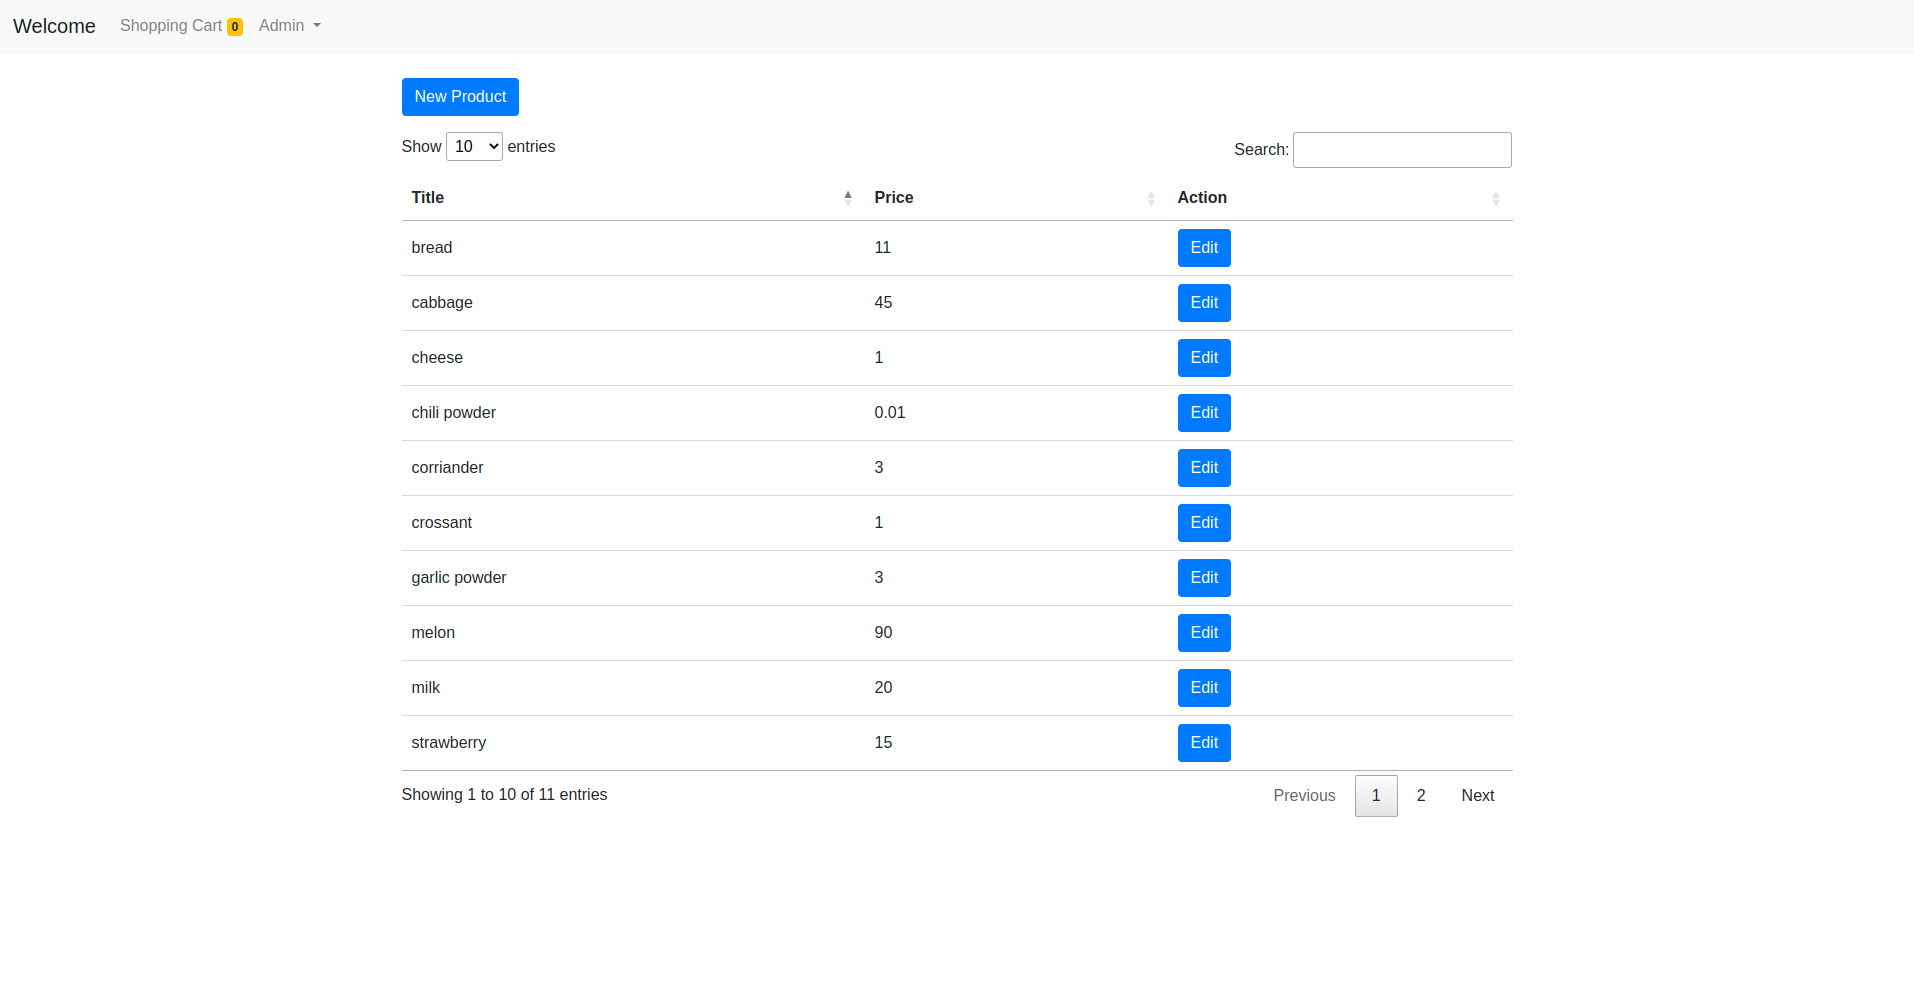 Welcome Shopping Cart 0 Admin
New Product
Show 10 entries Search:
Title Price Action
bread 11 Edit
cabbage 45 Edit
cheese 1 Edit
chili powder 0.01 Edit
corriander 3 Edit
crossant 1 Edit
garlic powder 3 Edit
melon 90 Edit
milk 20 Edit
strawberry 15 Edit
Showing 1 to 10 of 11 entries Previous 1 2 Next